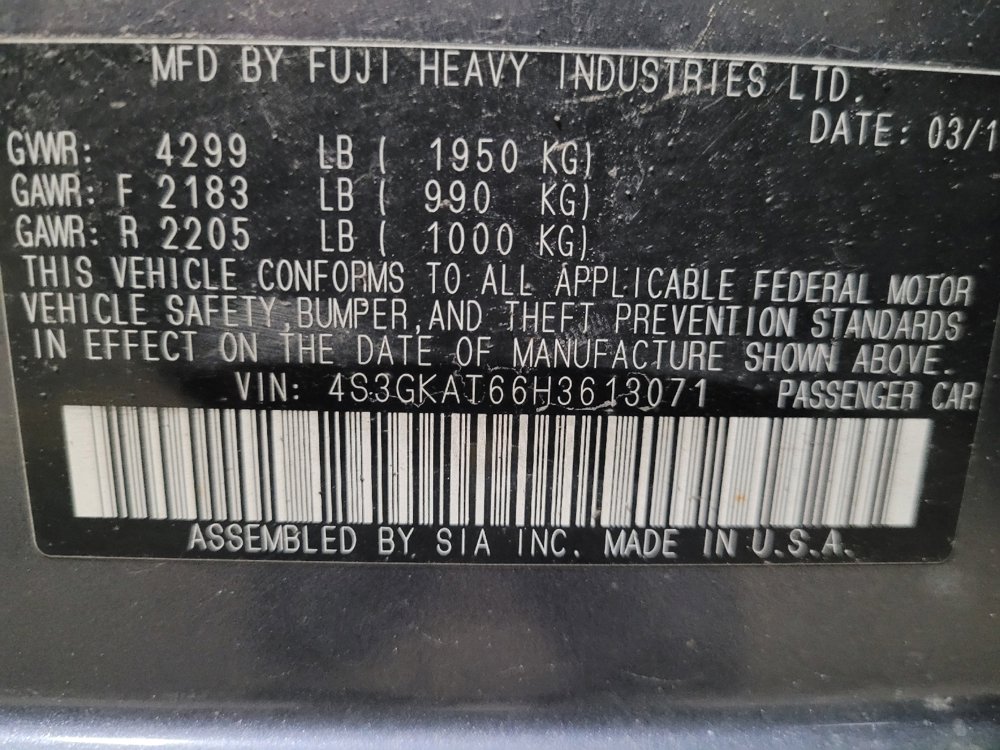 MFD BY FUJI HEAVY INDUSTRIES LTD.
DATE: 03/1
GVWR: 4299 LB ( 1950 KG)
GAWR: F 2183 LB ( 990 KG)
GAWR: R 2205 LB ( 1000 KG)
THIS VEHICLE CONFORMS TO ALL APPLICABLE FEDERAL MOTOR
VEHICLE SAFETY, BUMPER, AND THEFT PREVENTION STANDARDS
IN EFFECT ON THE DATE OF MANUFACTURE SHOWN ABOVE.
VIN: 4S3GKAT66H3613071 PASSENGER CAR
ASSEMBLED BY SIA INC. MADE IN U.S.A.